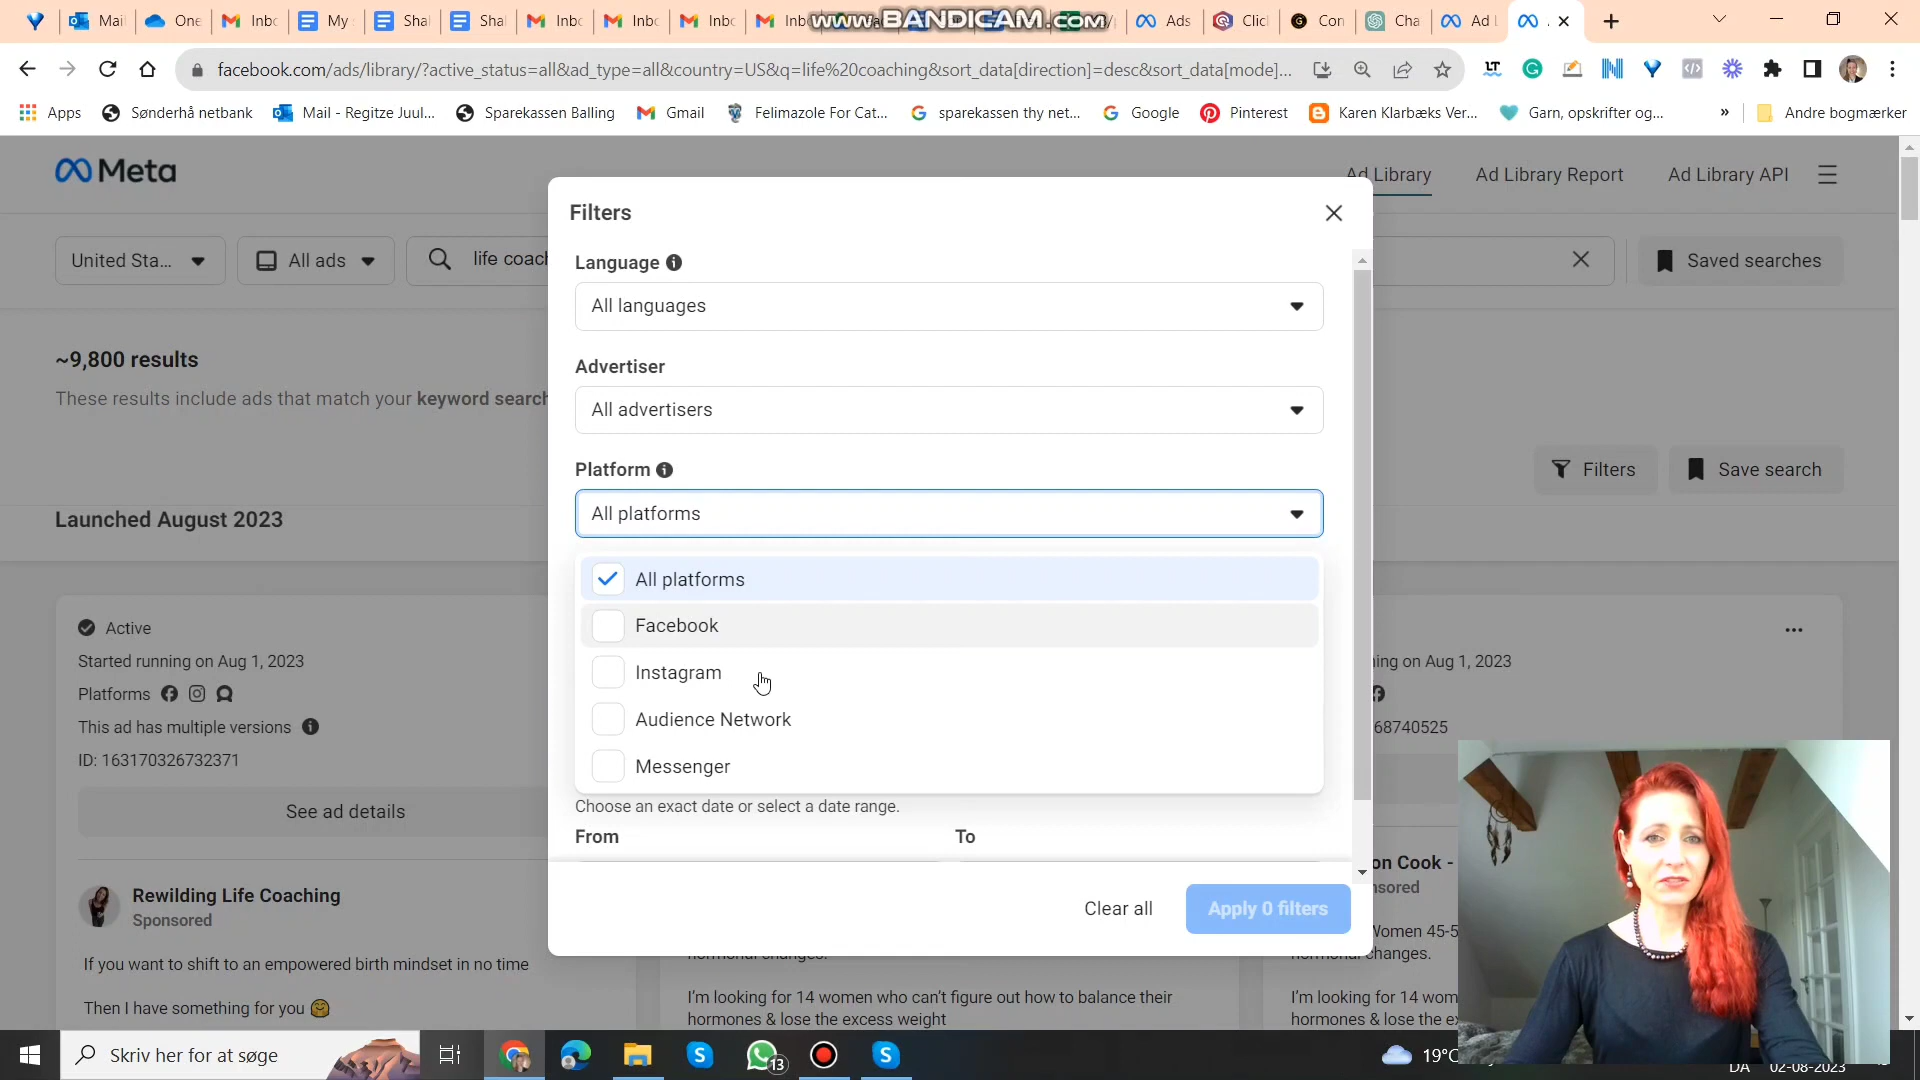 Mail
One
Inbo
My
Sha
Sha
Inbo
Inbo
Inbo
Inbo
www.BANDICAM.com
Ads
Clic
Con
Cha
Ad L
facebook.com/ads/library/?active_status=all&ad_type=all&country=US&q=life%20coaching&sort_data[direction]=desc&sort_data[mode]...
Apps
Sønderhå netbank
Mail - Regitze Juul...
Sparekassen Balling
Gmail
Felimazole For Cat...
sparekassen thy net...
Google
Pinterest
Karen Klarbæks Ver...
Garn, opskrifter og...
»
Andre bogmærker
Meta
Ad Library
Ad Library Report
Ad Library API
United Sta...
All ads
life coach
Saved searches
~9,800 results
These results include ads that match your keyword search
Filters
Save search
Launched August 2023
Filters
Language
All languages
Advertiser
All advertisers
Platform
All platforms
All platforms
Facebook
Instagram
Audience Network
Messenger
Choose an exact date or select a date range.
From
To
Clear all
Apply 0 filters
Active
Started running on Aug 1, 2023
Platforms
This ad has multiple versions
ID: 163170326732371
See ad details
Rewilding Life Coaching
Sponsored
If you want to shift to an empowered birth mindset in no time
Then I have something for you
hormonal changes.
I'm looking for 14 women who can't figure out how to balance their
hormones & lose the excess weight
ing on Aug 1, 2023
68740525
on Cook -
nsored
Women 45-5
hormonal changes.
I'm looking for 14 wom
hormones & lose the ex
Skriv her for at søge
13
19°C
DA
02-08-2023